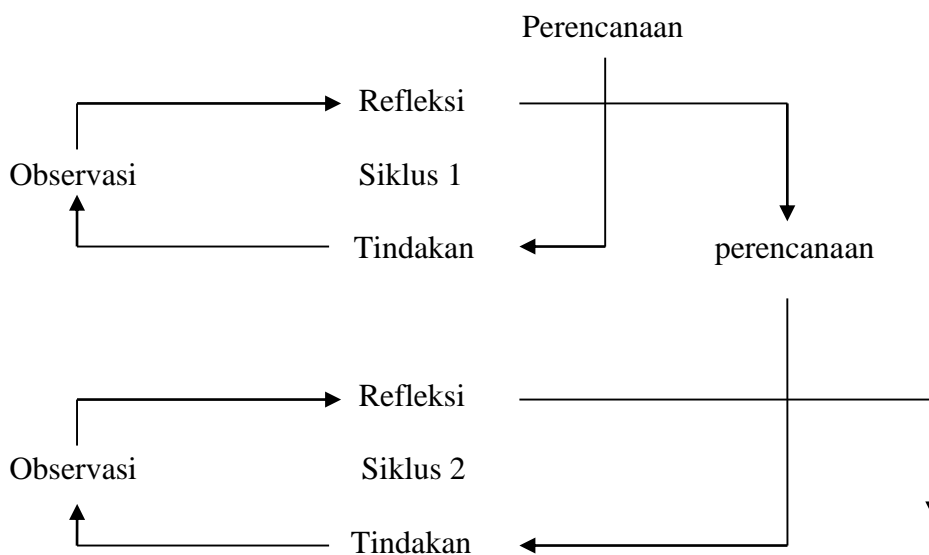 Perencanaan
Refleksi
Observasi
Siklus 1
Tindakan
perencanaan
Refleksi
Observasi
Siklus 2
Tindakan